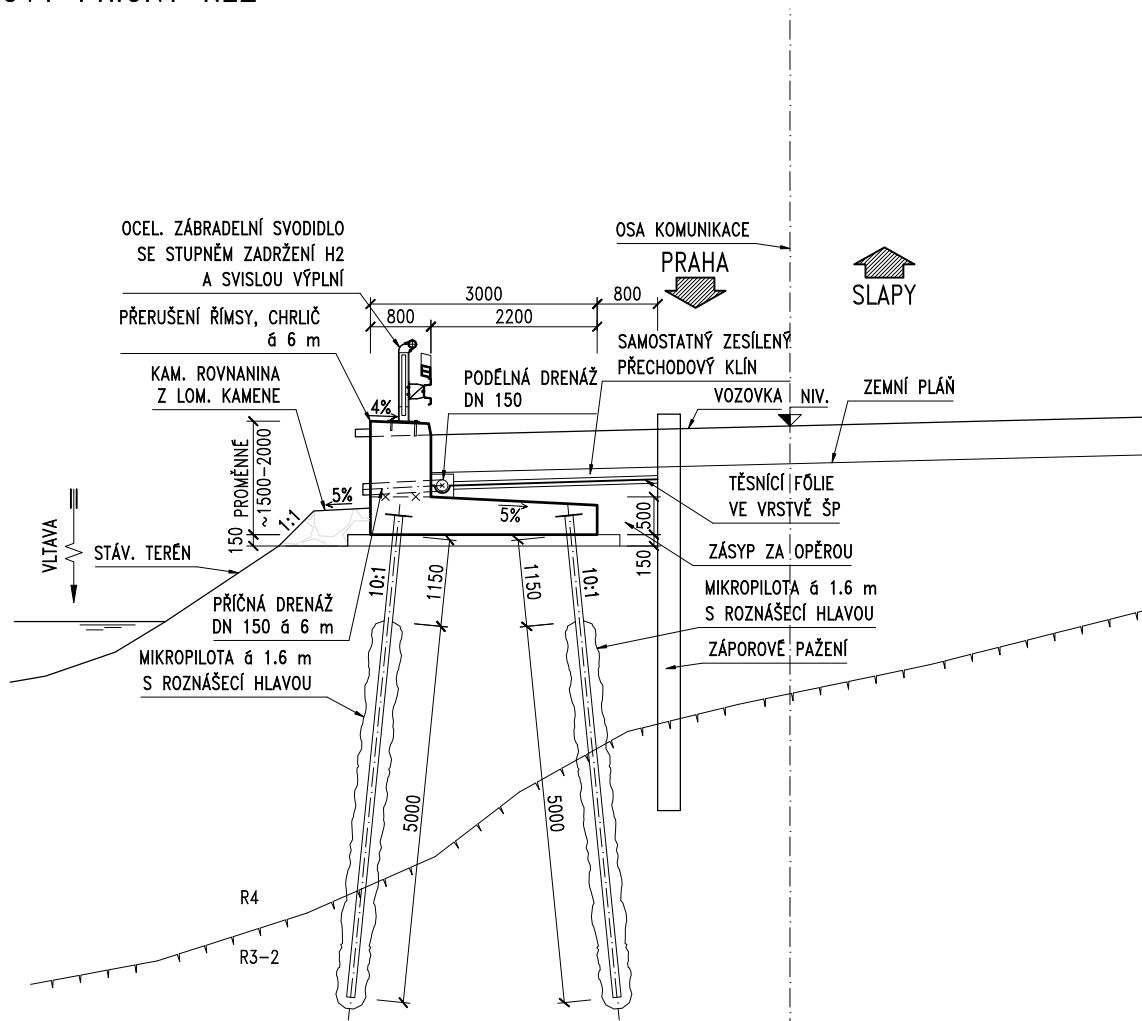 OCEL. ZÁBRADELNÍ SVODIDLO
SE STUPNĚM ZADRŽENÍ H2
A SVISLOU VÝPLNÍ
OSA KOMUNIKACE
PRAHA
SLAPY
3000
800
800
2200
PŘERUŠENÍ ŘÍMSY, CHRLIČ
á 6 m
SAMOSTATNÝ ZESÍLENÝ
PŘECHODOVÝ KLÍN
KAM. ROVNANINA
Z LOM. KAMENE
PODÉLNÁ DRENÁŽ
DN 150
VOZOVKA
NIV.
ZEMNÍ PLÁŇ
4%
PROMĚNNÉ
~1500-2000
150
1:1
5%
5%
500
150
TĚSNÍCÍ FÓLIE
VE VRSTVĚ ŠP
VLTAVA
STÁV. TERÉN
ZÁSYP ZA OPĚROU
10:1
1150
1150
10:1
MIKROPILOTA á 1.6 m
S ROZNÁŠECÍ HLAVOU
PŘÍČNÁ DRENÁŽ
DN 150 á 6 m
ZÁPOROVÉ PAŽENÍ
MIKROPILOTA á 1.6 m
S ROZNÁŠECÍ HLAVOU
5000
5000
R4
R3-2